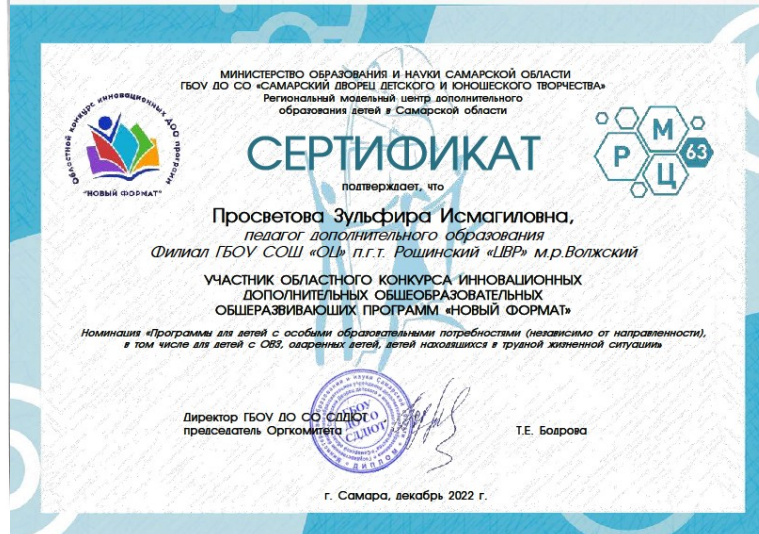 МИНИСТЕРСТВО ОБРАЗОВАНИЯ И НАУКИ САМАРСКОЙ ОБЛАСТИ
ГБОУ ДО СО «САМАРСКИЙ ДВОРЕЦ ДЕТСКОГО И ЮНОШЕСКОГО ТВОРЧЕСТВА»
Региональный модельный центр дополнительного
образования детей в Самарской области
Областной конкурс инновационных ДОО программ
"НОВЫЙ ФОРМАТ"
СЕРТИФИКАТ
Р М Ц 63
подтверждает, что
Просветова Зульфира Исмагиловна,
педагог дополнительного образования
Филиал ГБОУ СОШ «ОЦ» п.г.т. Рощинский «ЦВР» м.р.Волжский
УЧАСТНИК ОБЛАСТНОГО КОНКУРСА ИННОВАЦИОННЫХ
ДОПОЛНИТЕЛЬНЫХ ОБЩЕОБРАЗОВАТЕЛЬНЫХ
ОБЩЕРАЗВИВАЮЩИХ ПРОГРАММ «НОВЫЙ ФОРМАТ»
Номинация «Программы для детей с особыми образовательными потребностями (независимо от направленности),
в том числе для детей с ОВЗ, одаренных детей, детей находящихся в трудной жизненной ситуации»
Директор ГБОУ ДО СО СДДЮТ,
председатель Оргкомитета
ГБОУ
ДО СО
СДДЮТ
ДИПЛОМ
Т.Е. Бодрова
г. Самара, декабрь 2022 г.